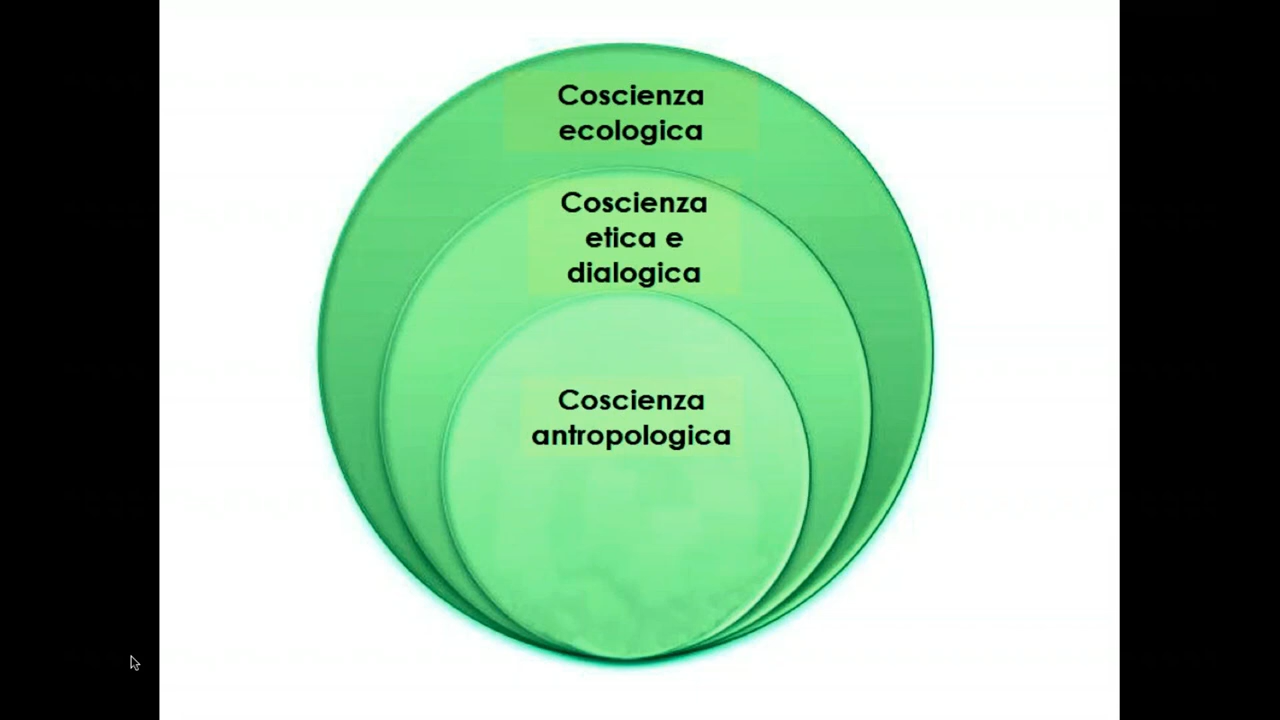 Coscienza
ecologica
Coscienza
etica e
dialogica
Coscienza
antropologica